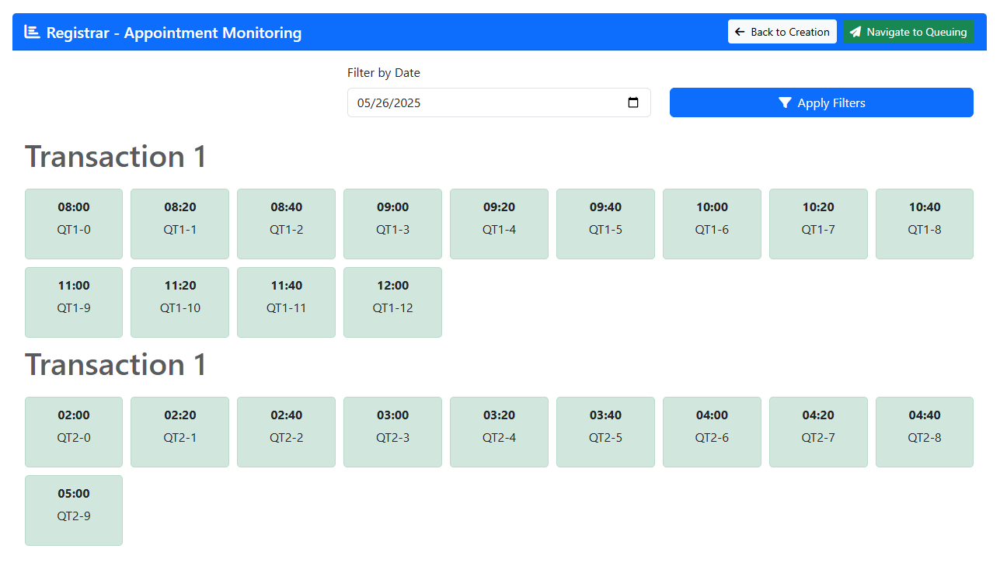 Registrar - Appointment Monitoring
Back to Creation
Navigate to Queuing
Filter by Date
05/26/2025
Apply Filters
Transaction 1
08:00 08:20 08:40 09:00 09:20 09:40 10:00 10:20 10:40
QT1-0 QT1-1 QT1-2 QT1-3 QT1-4 QT1-5 QT1-6 QT1-7 QT1-8
11:00 11:20 11:40 12:00
QT1-9 QT1-10 QT1-11 QT1-12
Transaction 1
02:00 02:20 02:40 03:00 03:20 03:40 04:00 04:20 04:40
QT2-0 QT2-1 QT2-2 QT2-3 QT2-4 QT2-5 QT2-6 QT2-7 QT2-8
05:00
QT2-9